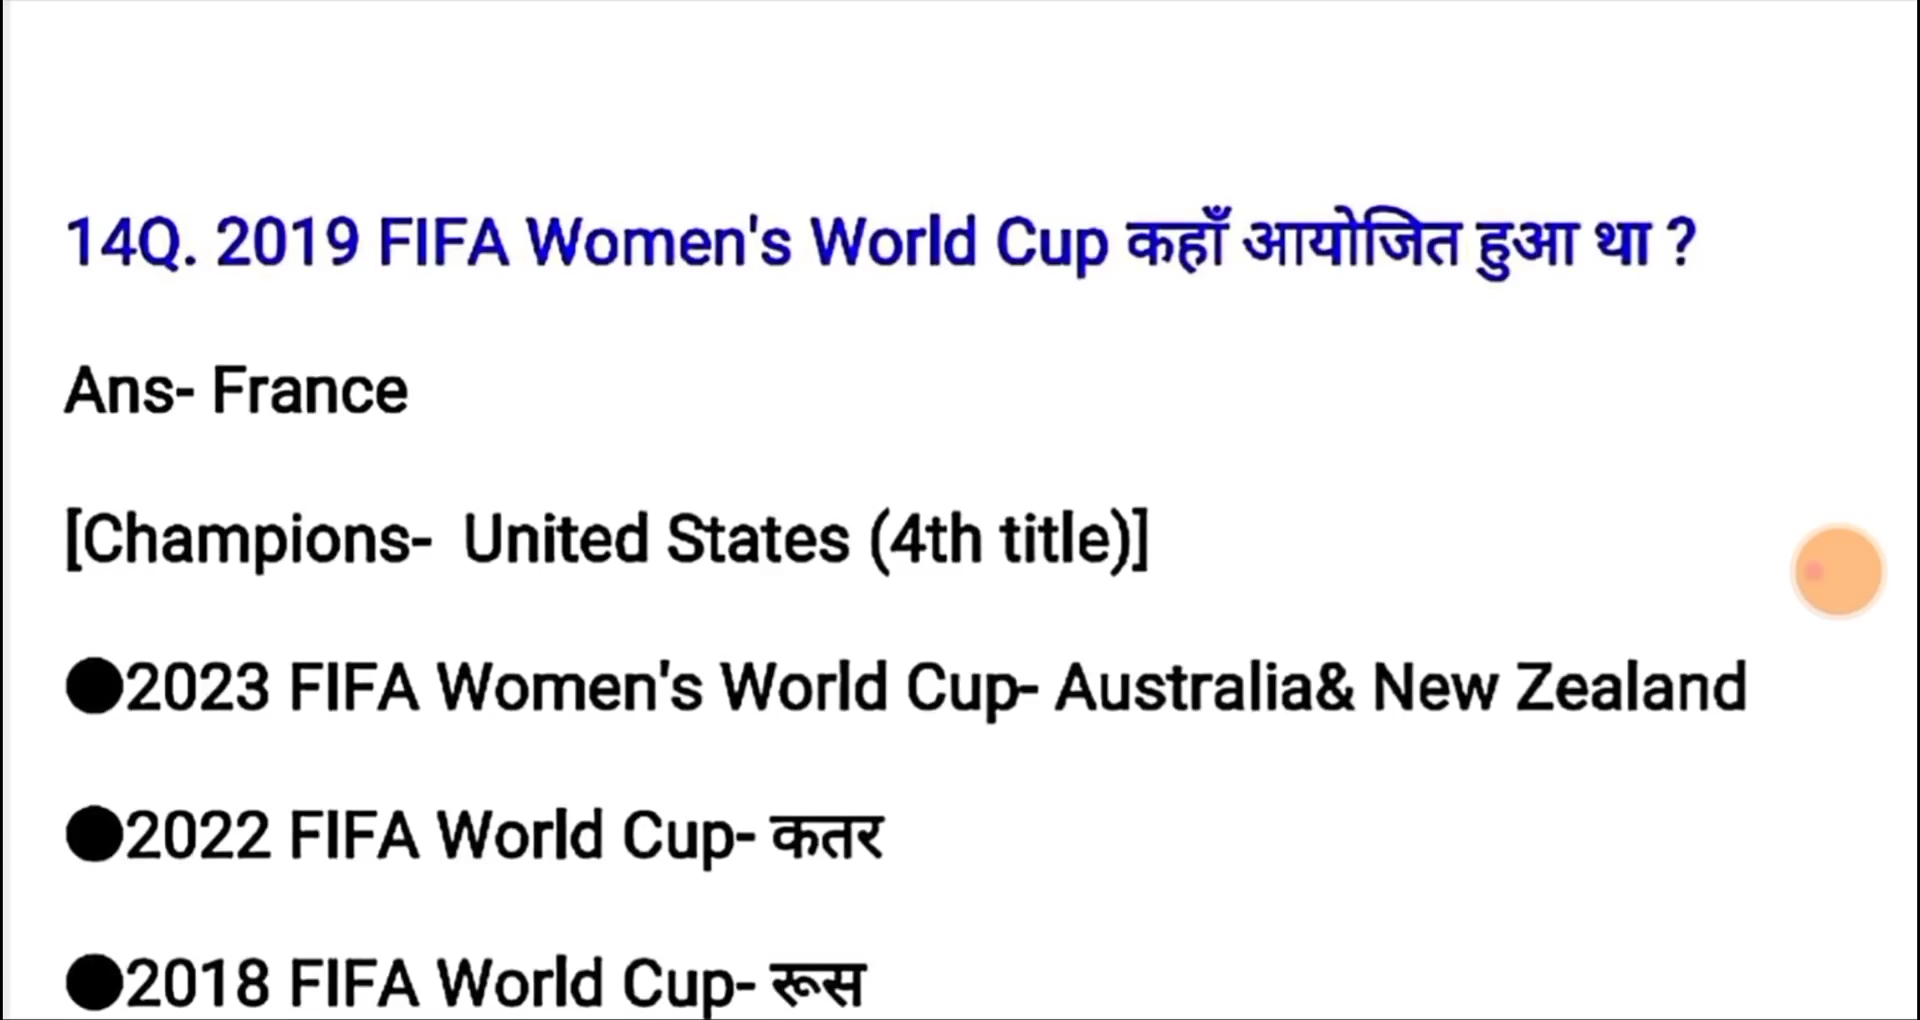 14Q. 2019 FIFA Women's World Cup कहाँ आयोजित हुआ था ?
Ans- France
[Champions-  United States (4th title)]
●2023 FIFA Women's World Cup- Australia& New Zealand
●2022 FIFA World Cup- कतर
●2018 FIFA World Cup- रूस